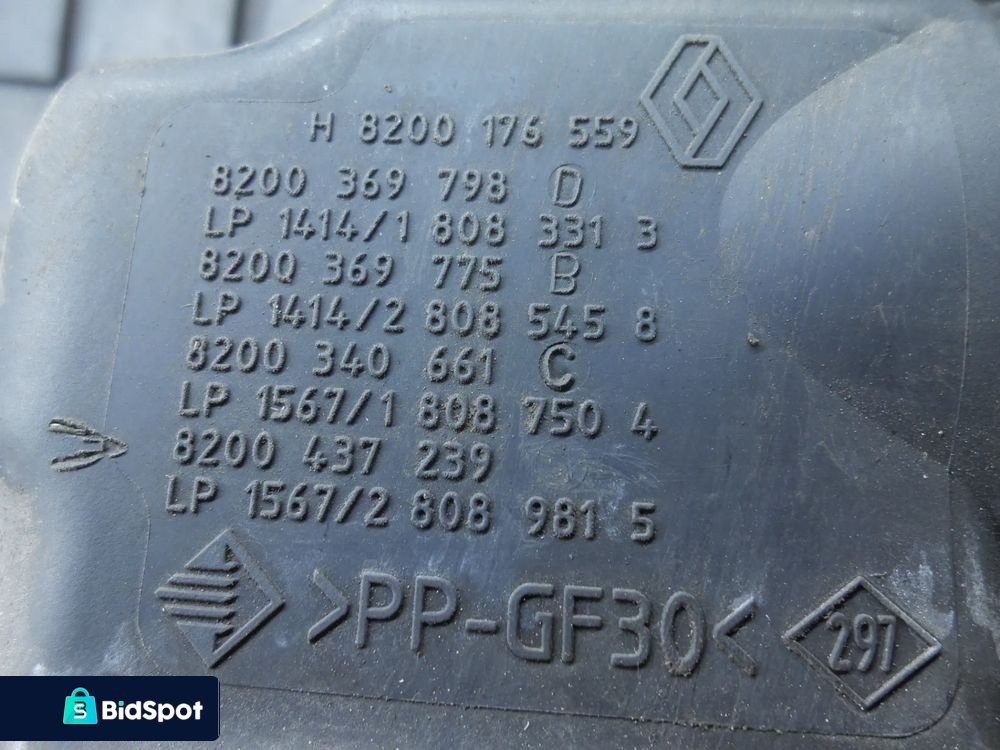 H 8200 176 559
8200 369 798 D
LP 1414/1 808 331 3
8200 369 775 B
LP 1414/2 808 545 8
8200 340 661 C
LP 1567/1 808 750 4
8200 437 239
LP 1567/2 808 981 5
>PP-GF30<
297
BidSpot